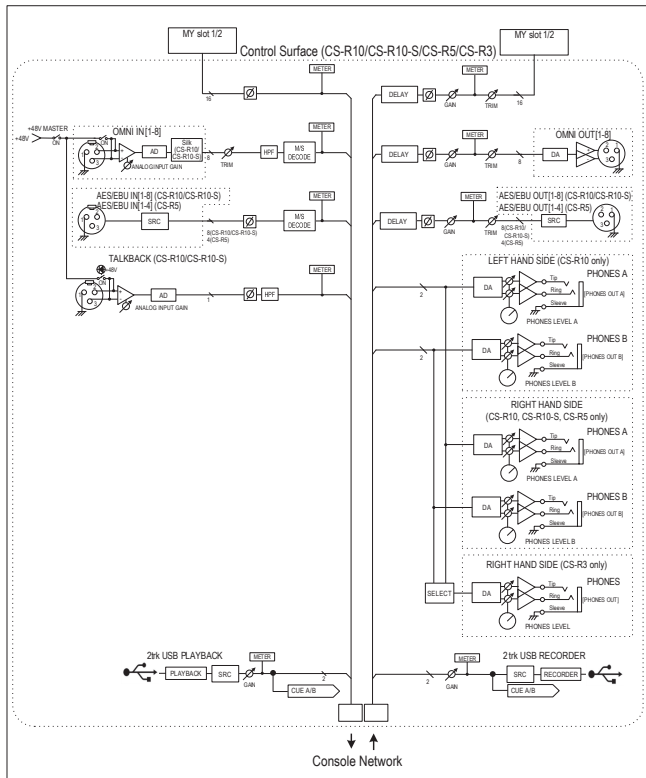 MY slot 1/2
MY slot 1/2
Control Surface (CS-R10/CS-R10-S/CS-R5/CS-R3)
METER
16
Ø
METER
DELAY
Ø
GAIN
TRIM
16
+48V MASTER
+48V
ON
OMNI IN[1-8]
ON
1
2
3
+
-
ANALOG INPUT GAIN
AD
Silk
(CS-R10/
CS-R10-S)
8
TRIM
HPF
M/S
DECODE
METER
DELAY
METER
GAIN
TRIM
8
OMNI OUT[1-8]
DA
AES/EBU IN[1-8] (CS-R10/CS-R10-S)
AES/EBU IN[1-4] (CS-R5)
SRC
8(CS-R10/CS-R10-S)
4(CS-R5)
Ø
M/S
DECODE
METER
DELAY
Ø
GAIN
METER
TRIM
8(CS-R10/
CS-R10-S)
4(CS-R5)
AES/EBU OUT[1-8] (CS-R10/CS-R10-S)
AES/EBU OUT[1-4] (CS-R5)
SRC
TALKBACK (CS-R10/CS-R10-S)
+48V
ON
1
2
3
+
-
ANALOG INPUT GAIN
AD
1
Ø
HPF
METER
LEFT HAND SIDE (CS-R10 only)
2
DA
Tip
Ring
Sleeve
PHONES A
[PHONES OUT A]
PHONES LEVEL A
2
DA
Tip
Ring
Sleeve
PHONES B
[PHONES OUT B]
PHONES LEVEL B
RIGHT HAND SIDE
(CS-R10, CS-R10-S, CS-R5 only)
DA
Tip
Ring
Sleeve
PHONES A
[PHONES OUT A]
PHONES LEVEL A
DA
Tip
Ring
Sleeve
PHONES B
[PHONES OUT B]
PHONES LEVEL B
RIGHT HAND SIDE (CS-R3 only)
SELECT
DA
Tip
Ring
Sleeve
PHONES
[PHONES OUT]
PHONES LEVEL
2trk USB PLAYBACK
PLAYBACK
SRC
GAIN
METER
CUE A/B
2
2
GAIN
METER
CUE A/B
2trk USB RECORDER
SRC
RECORDER
Console Network